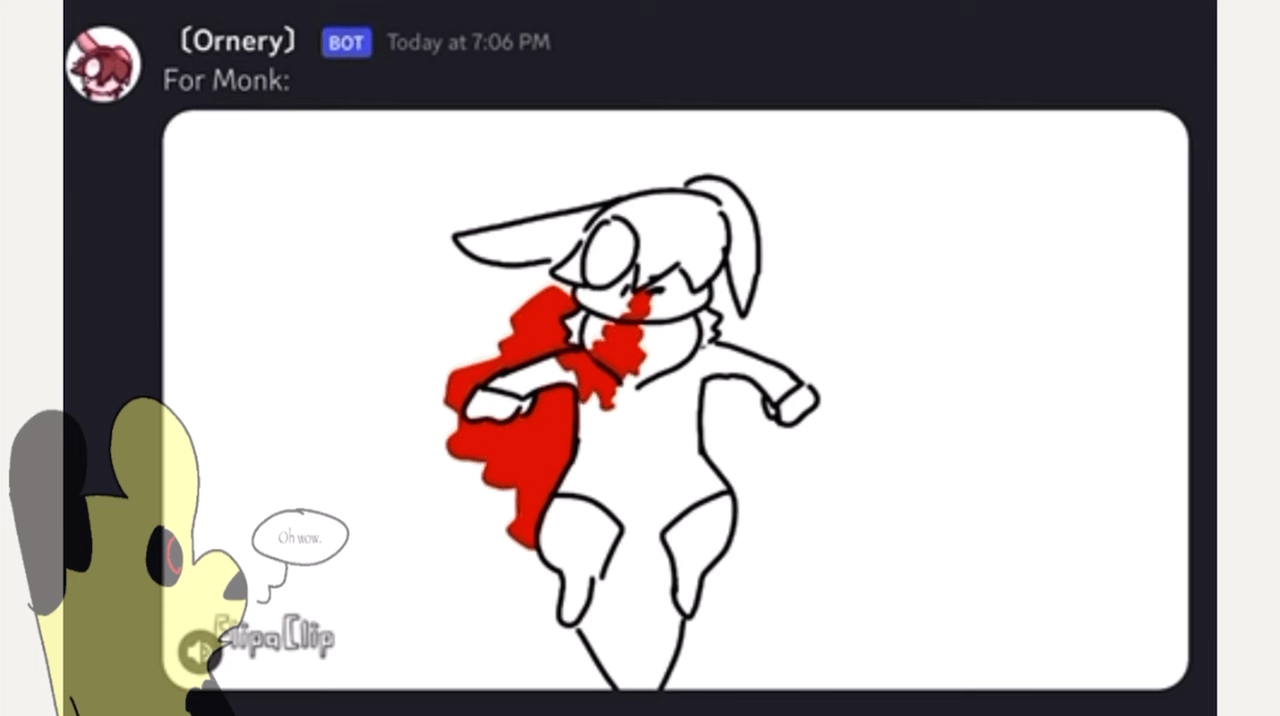 〔Ornery〕 BOT Today at 7:06 PM
For Monk:
Oh wow.
FlipaClip